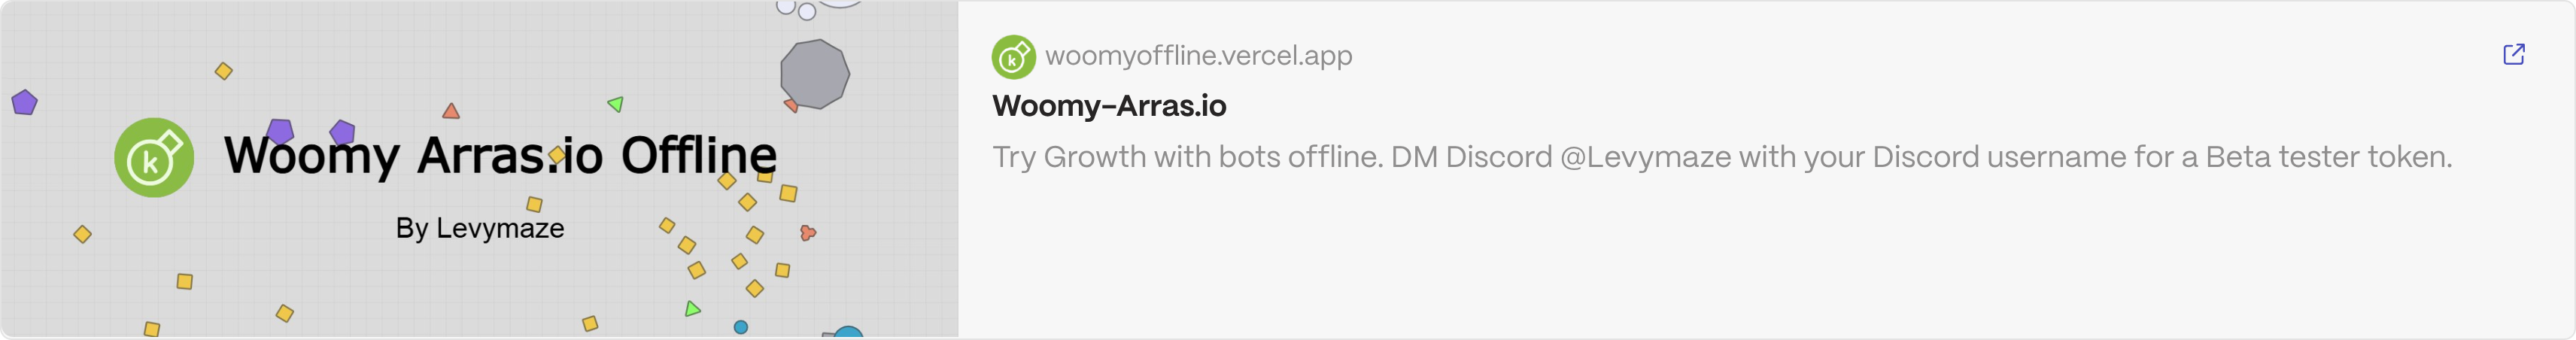 k
Woomy Arras.io Offline
By Levymaze
k
woomyoffline.vercel.app
Woomy-Arras.io
Try Growth with bots offline. DM Discord @Levymaze with your Discord username for a Beta tester token.